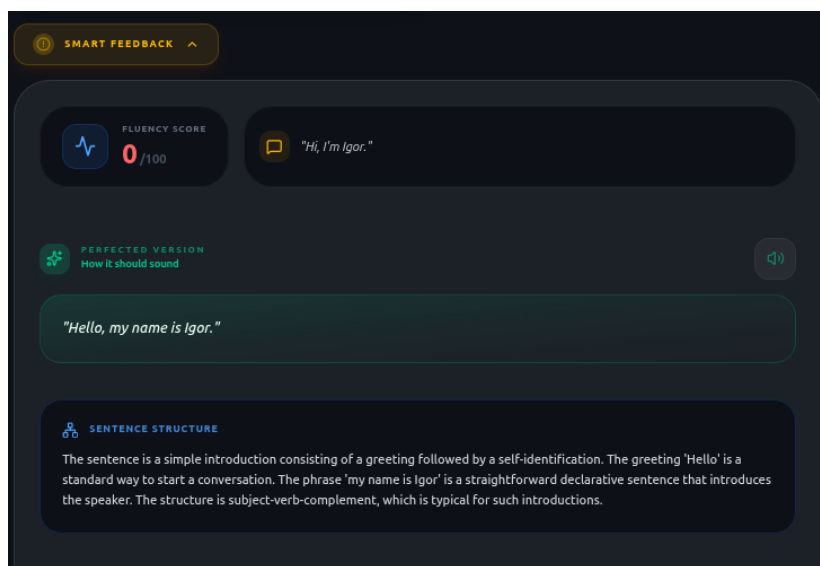 SMART FEEDBACK
FLUENCY SCORE
0 /100
"Hi, I'm Igor."
PERFECTED VERSION
How it should sound
"Hello, my name is Igor."
SENTENCE STRUCTURE
The sentence is a simple introduction consisting of a greeting followed by a self-identification. The greeting 'Hello' is a
standard way to start a conversation. The phrase 'my name is Igor' is a straightforward declarative sentence that introduces
the speaker. The structure is subject-verb-complement, which is typical for such introductions.